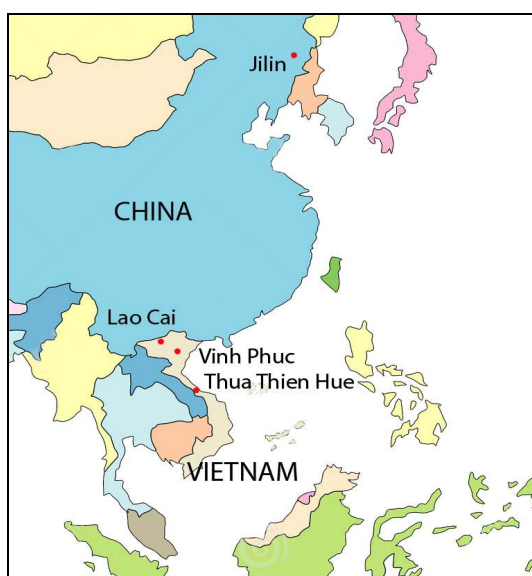 Jilin
CHINA
Lao Cai
Vinh Phuc
Thua Thien Hue
VIETNAM